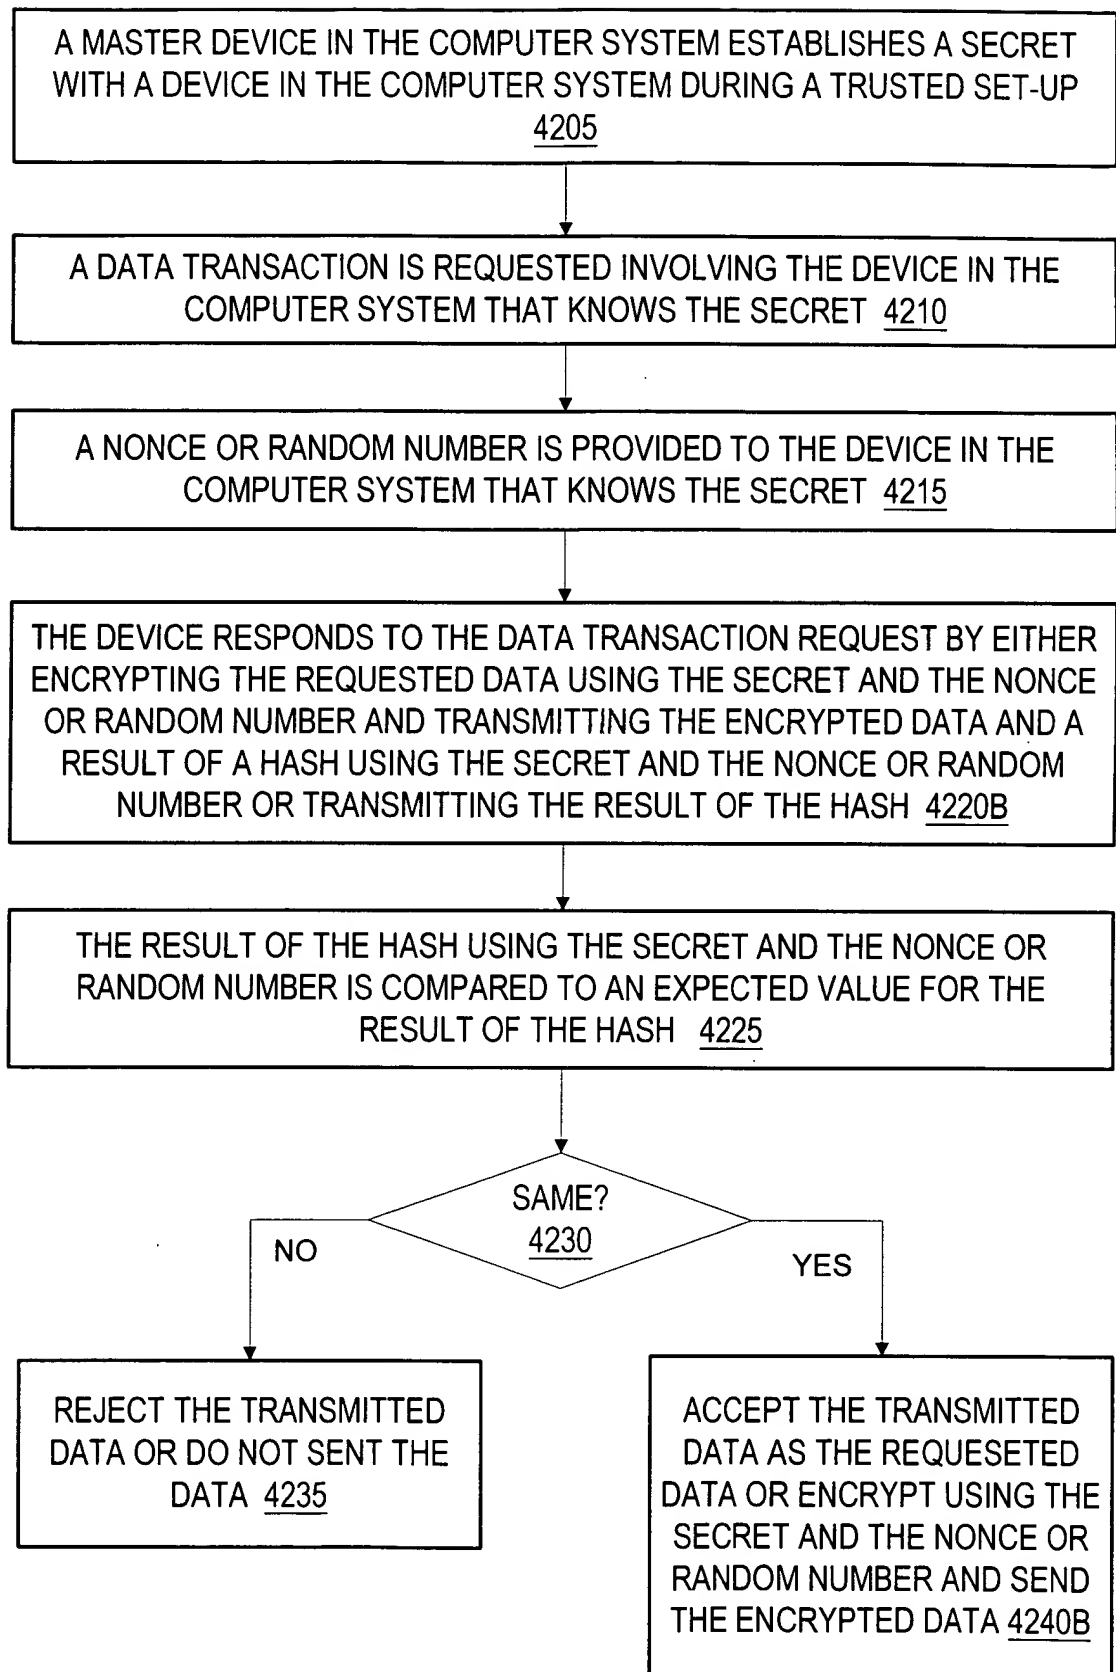 A MASTER DEVICE IN THE COMPUTER SYSTEM ESTABLISHES A SECRET
WITH A DEVICE IN THE COMPUTER SYSTEM DURING A TRUSTED SET-UP
4205
A DATA TRANSACTION IS REQUESTED INVOLVING THE DEVICE IN THE
COMPUTER SYSTEM THAT KNOWS THE SECRET 4210
A NONCE OR RANDOM NUMBER IS PROVIDED TO THE DEVICE IN THE
COMPUTER SYSTEM THAT KNOWS THE SECRET 4215
THE DEVICE RESPONDS TO THE DATA TRANSACTION REQUEST BY EITHER
ENCRYPTING THE REQUESTED DATA USING THE SECRET AND THE NONCE
OR RANDOM NUMBER AND TRANSMITTING THE ENCRYPTED DATA AND A
RESULT OF A HASH USING THE SECRET AND THE NONCE OR RANDOM
NUMBER OR TRANSMITTING THE RESULT OF THE HASH 4220B
THE RESULT OF THE HASH USING THE SECRET AND THE NONCE OR
RANDOM NUMBER IS COMPARED TO AN EXPECTED VALUE FOR THE
RESULT OF THE HASH 4225
SAME?
4230
NO
YES
REJECT THE TRANSMITTED
DATA OR DO NOT SENT THE
DATA 4235
ACCEPT THE TRANSMITTED
DATA AS THE REQUESETED
DATA OR ENCRYPT USING THE
SECRET AND THE NONCE OR
RANDOM NUMBER AND SEND
THE ENCRYPTED DATA 4240B